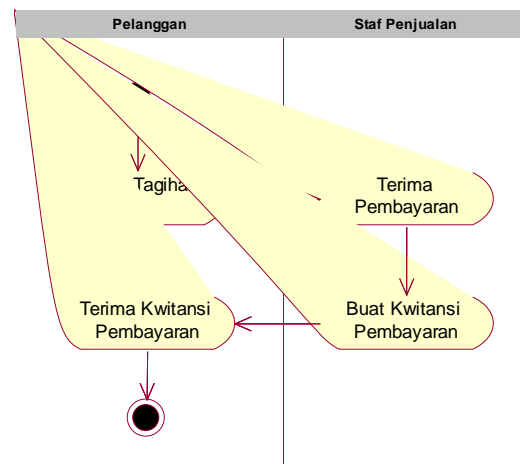 Pelanggan
Staf Penjualan
Terima
Pembayaran
Terima Kwitansi
Pembayaran
Buat Kwitansi
Pembayaran